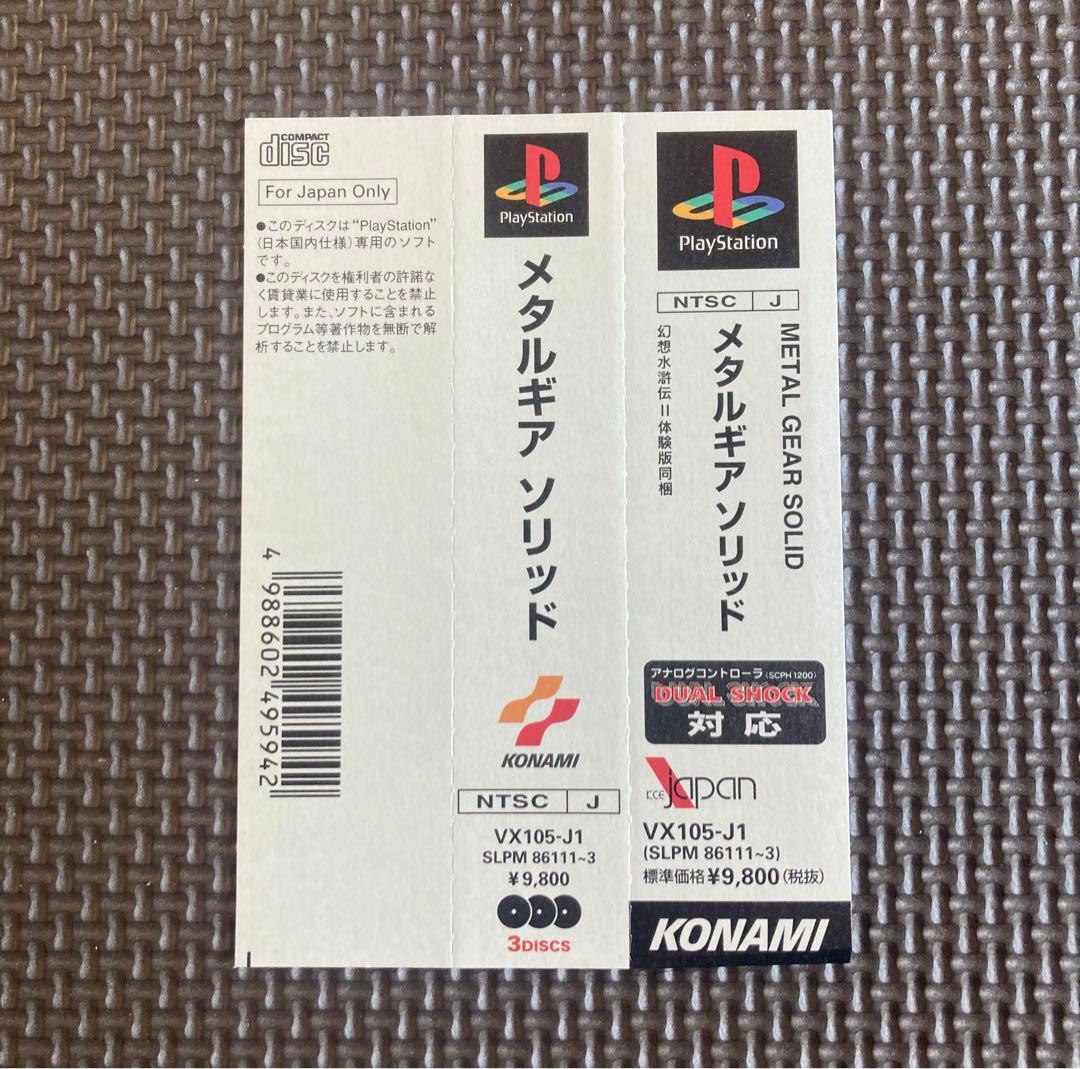 COMPACT
disc
For Japan Only
●このディスクは“PlayStation”
(日本国内仕様)専用のソフト
です。
●このディスクを権利者の許諾な
く賃貸業に使用することを禁止
します。また、ソフトに含まれる
プログラム等著作物を無断で解
析することを禁止します。
4 988602 495942
PlayStation
メタルギア ソリッド
KONAMI
NTSC J
VX105-J1
SLPM 86111~3
¥9,800
3DISCS
PlayStation
NTSC J
METAL GEAR SOLID
メタルギア ソリッド
幻想水滸伝II体験版同梱
アナログコントローラ(SCPH 1200)
DUAL SHOCK
対応
KCE japan
VX105-J1
(SLPM 86111~3)
標準価格¥9,800(税抜)
KONAMI